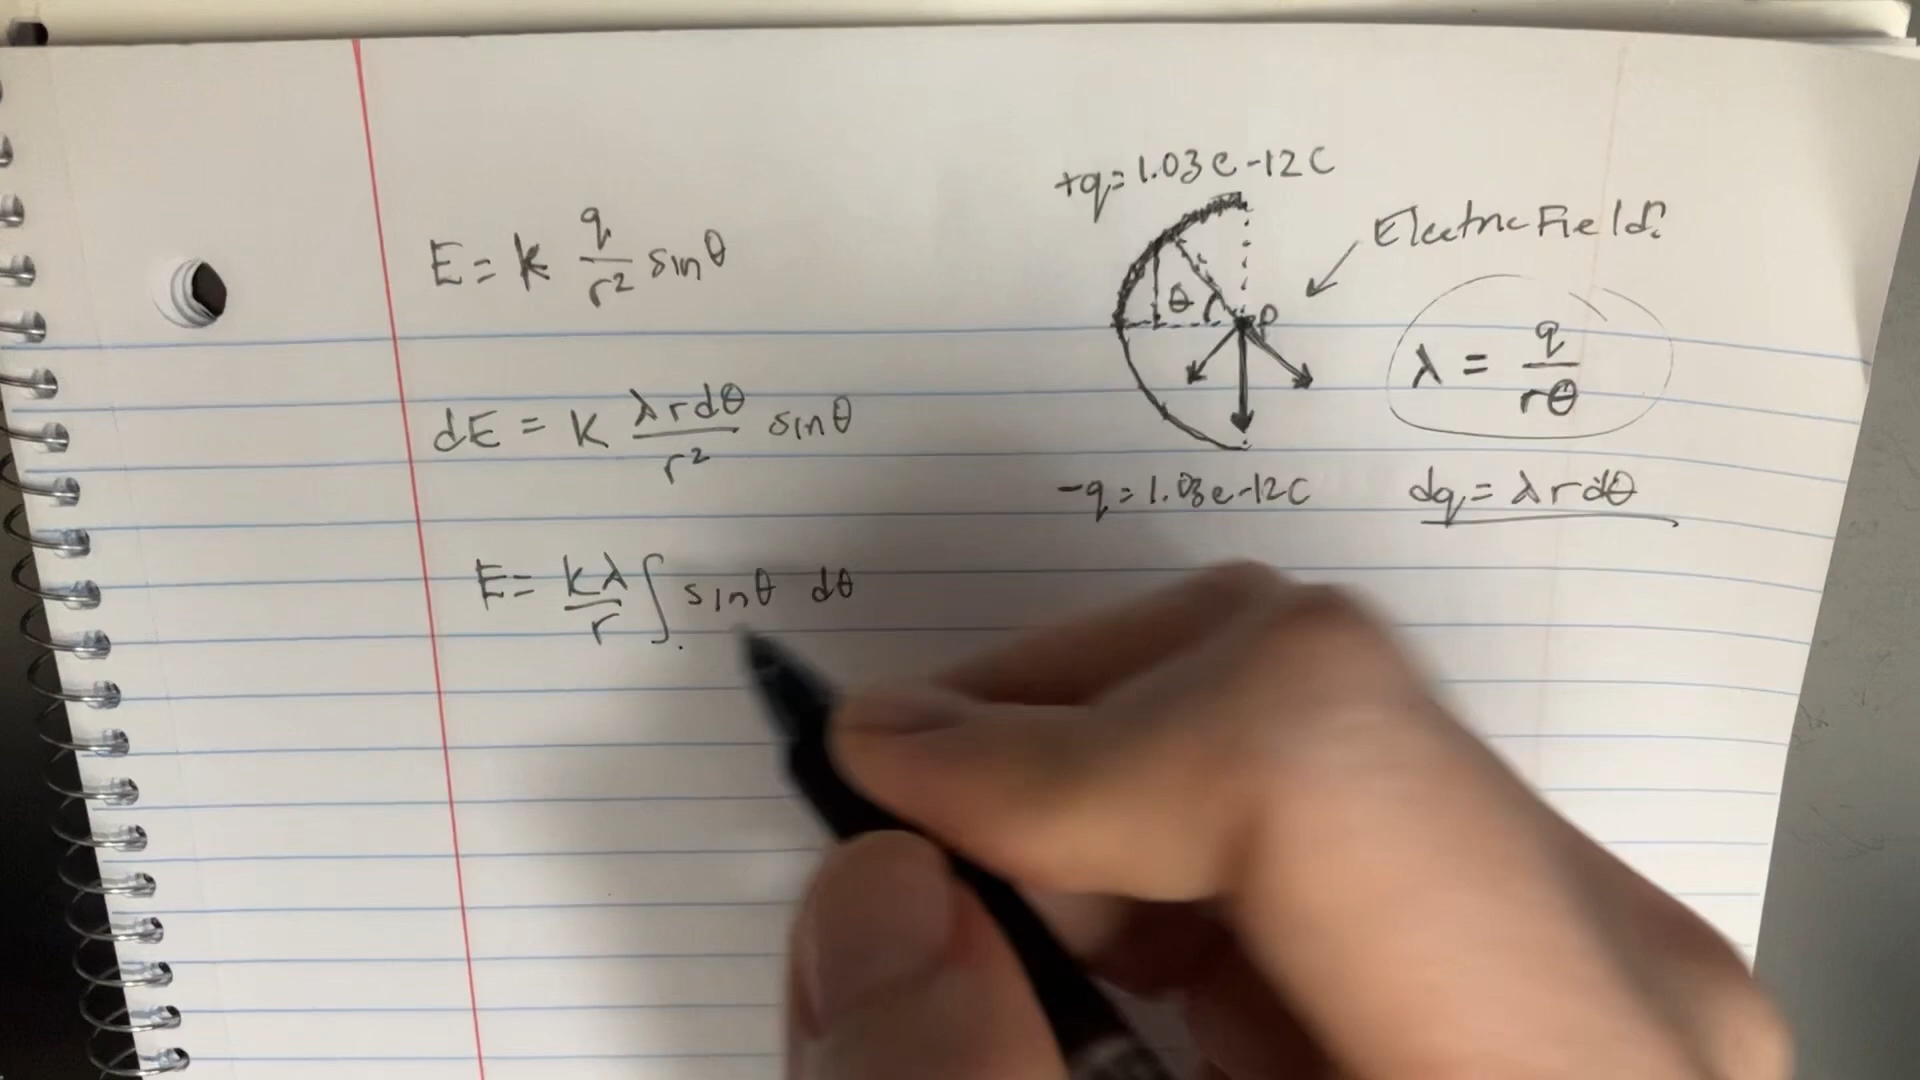 E = k q/r² sinθ
dE = k λrdθ/r² sinθ
E = kλ/r ∫ sinθ dθ
+q = 1.03e-12C
Electric Field?
θ
P
λ = q/rθ
-q = 1.03e-12C
dq = λrdθ